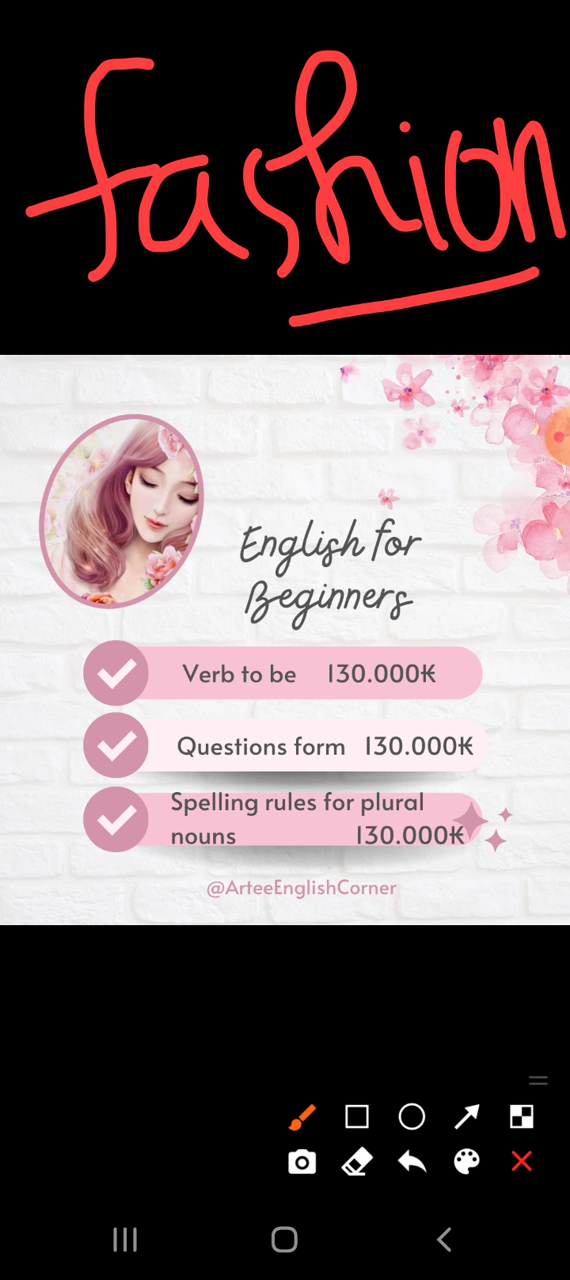 fashion
English for
Beginners
Verb to be 130.000₭
Questions form 130.000₭
Spelling rules for plural
nouns 130.000₭
@ArteeEnglishCorner